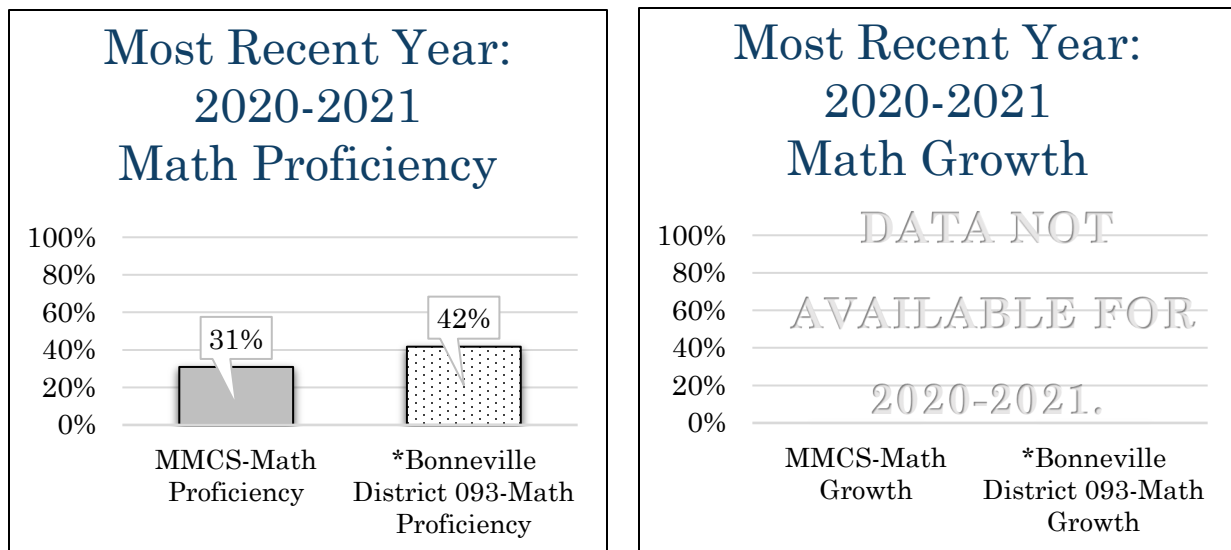 Most Recent Year:
2020-2021
Math Proficiency
100%
80%
60%
40%
20%
0%
31%
42%
MMCS-Math
Proficiency
*Bonneville
District 093-Math
Proficiency
Most Recent Year:
2020-2021
Math Growth
100%
80%
60%
40%
20%
0%
DATA NOT
AVAILABLE FOR
2020-2021.
MMCS-Math
Growth
*Bonneville
District 093-Math
Growth